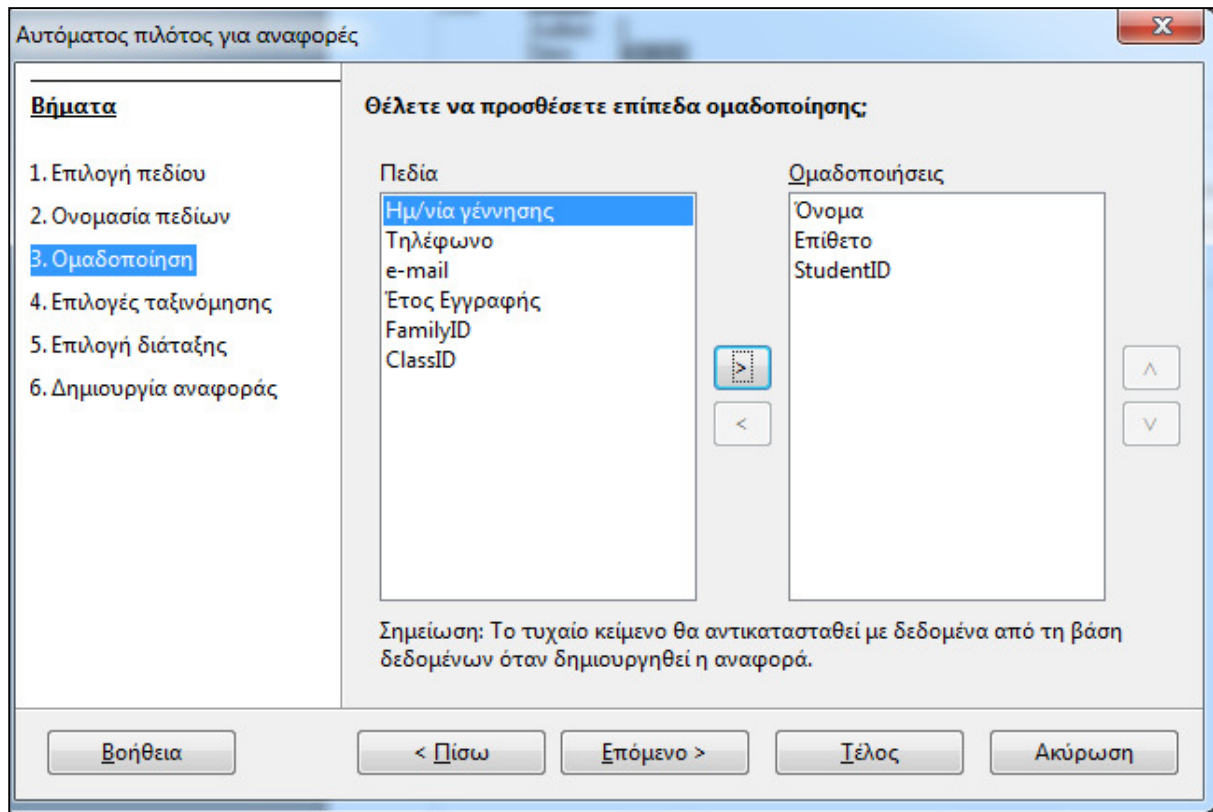 Αυτόματος πιλότος για αναφορές
Βήματα
1. Επιλογή πεδίου
2. Ονομασία πεδίων
3. Ομαδοποίηση
4. Επιλογές ταξινόμησης
5. Επιλογή διάταξης
6. Δημιουργία αναφοράς
Θέλετε να προσθέσετε επίπεδα ομαδοποίησης;
Πεδία
Ημ/νία γέννησης
Τηλέφωνο
e-mail
Έτος Εγγραφής
FamilyID
ClassID
>
<
Ομαδοποιήσεις
Όνομα
Επίθετο
StudentID
Σημείωση: Το τυχαίο κείμενο θα αντικατασταθεί με δεδομένα από τη βάση
δεδομένων όταν δημιουργηθεί η αναφορά.
Βοήθεια
< Πίσω
Επόμενο >
Τέλος
Ακύρωση